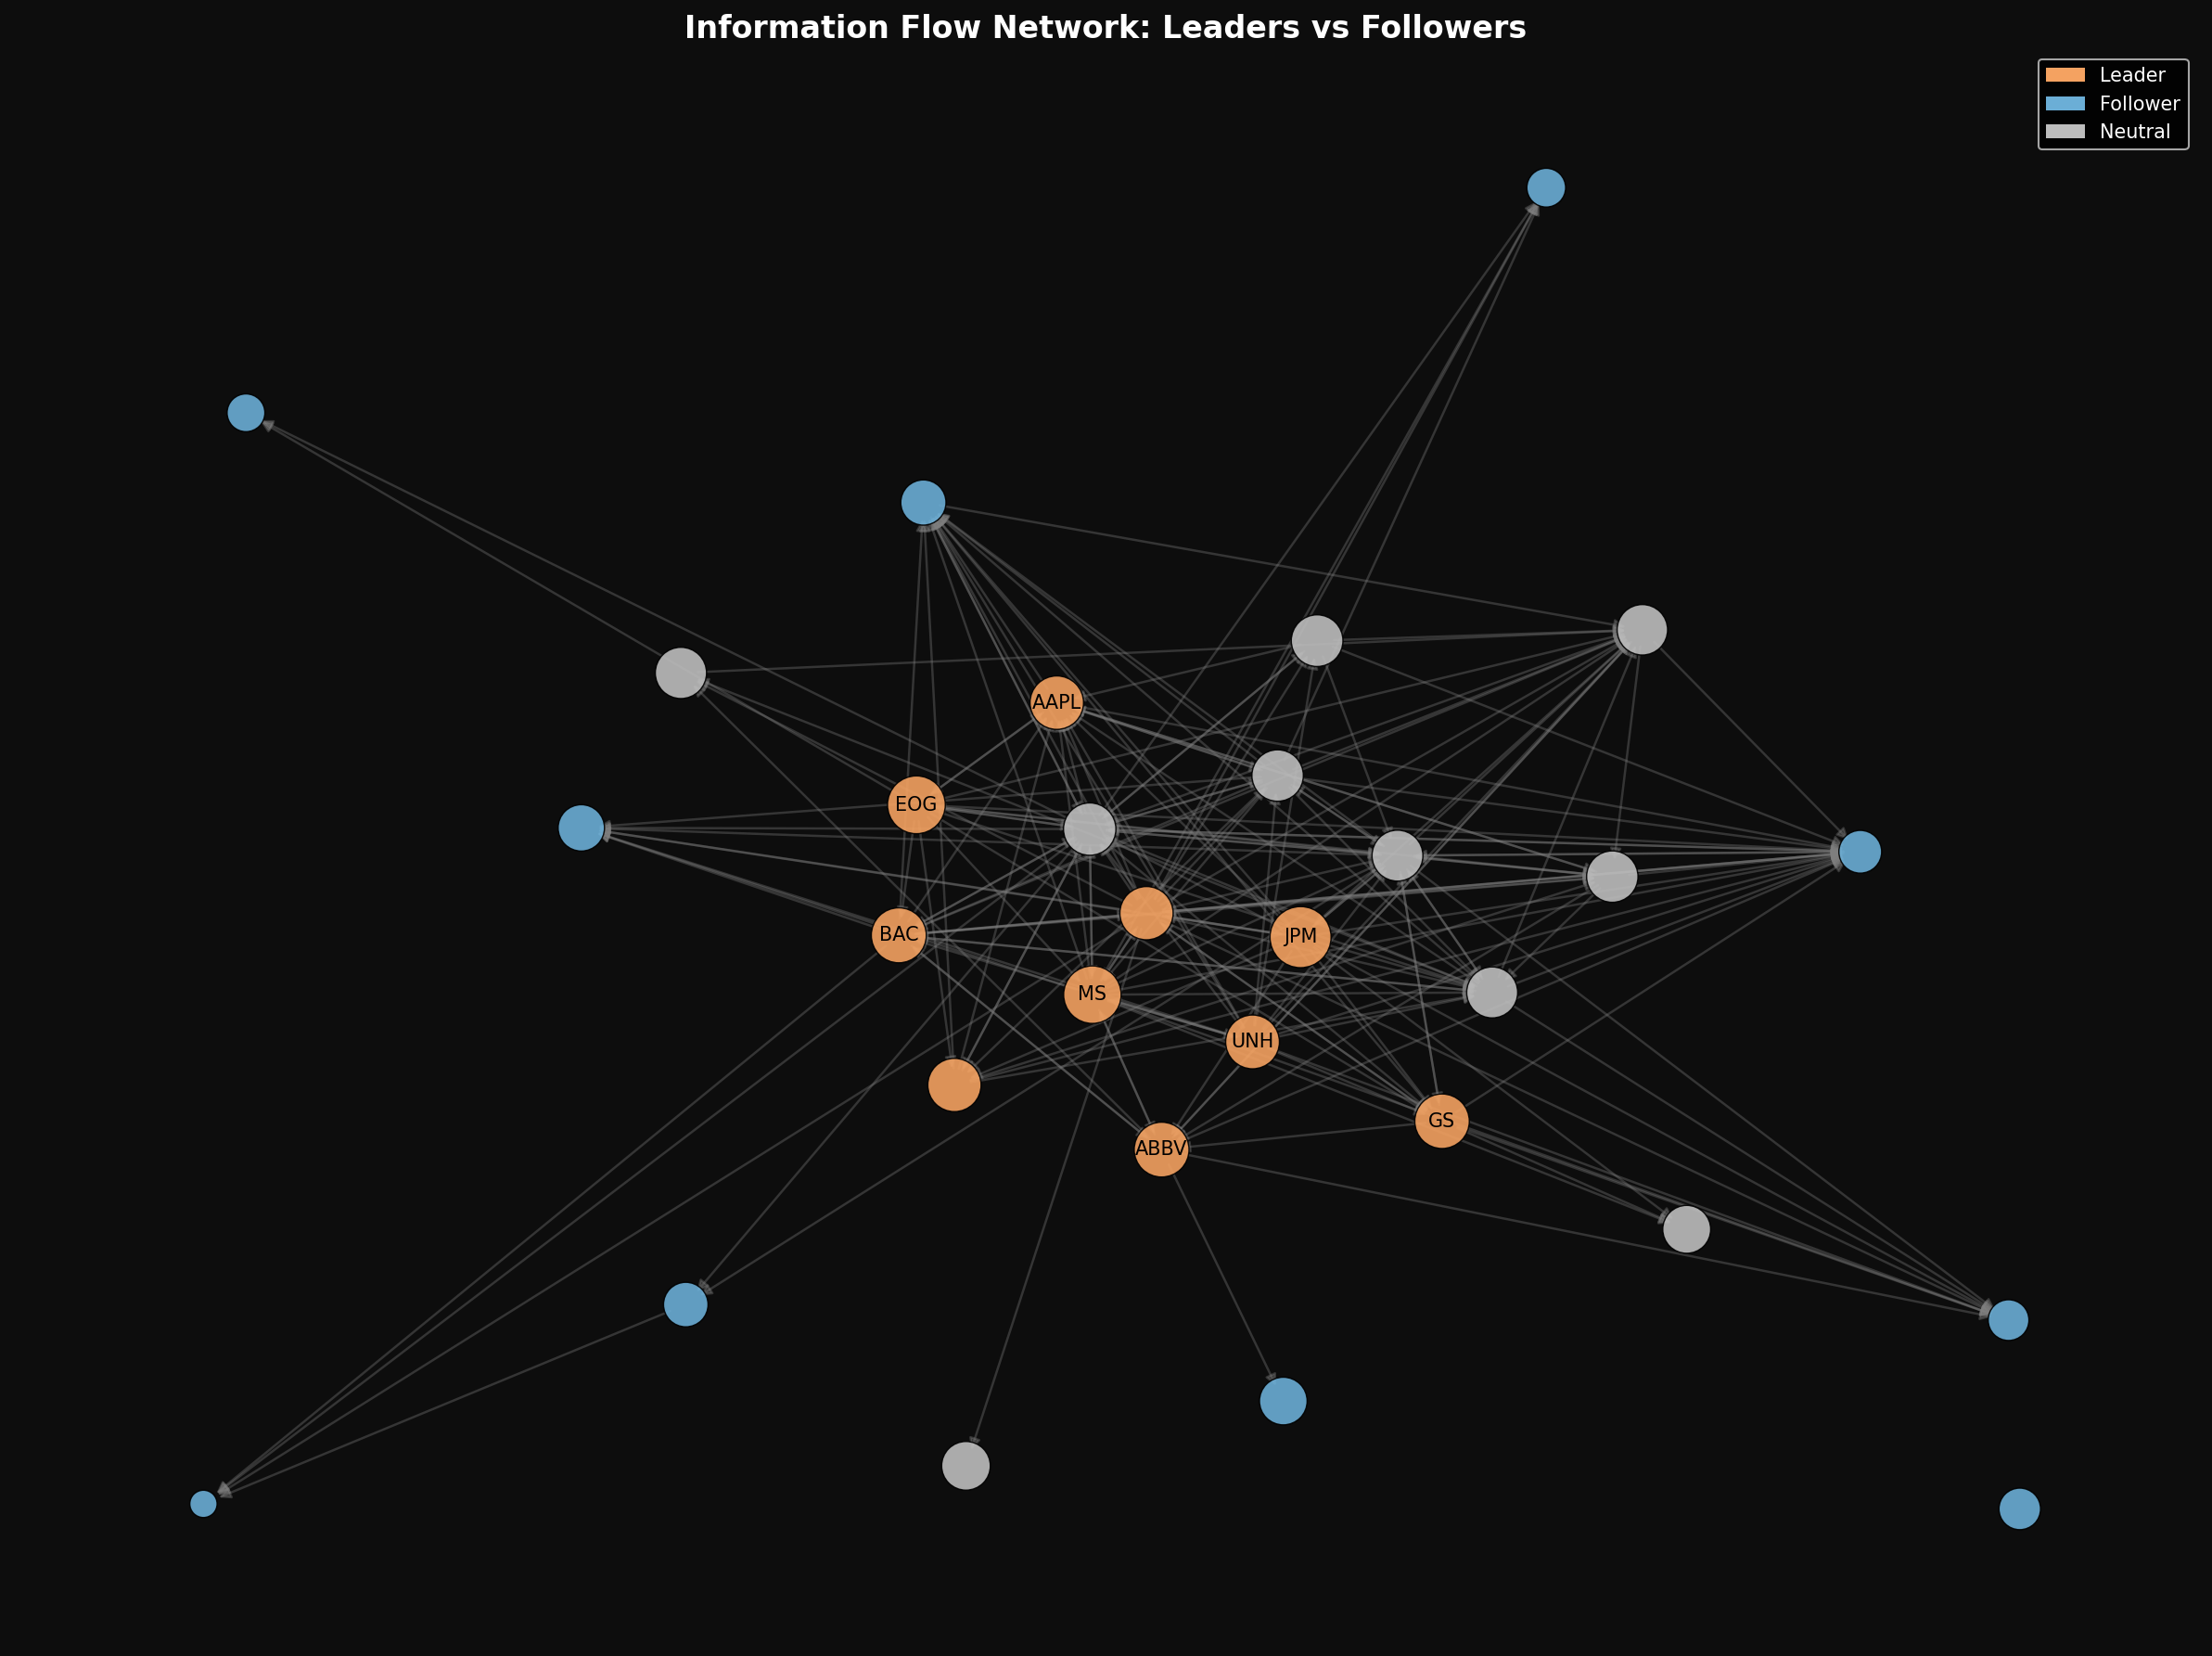 Information Flow Network: Leaders vs Followers
Leader
Follower
Neutral
AAPL
EOG
BAC
JPM
MS
UNH
GS
ABBV